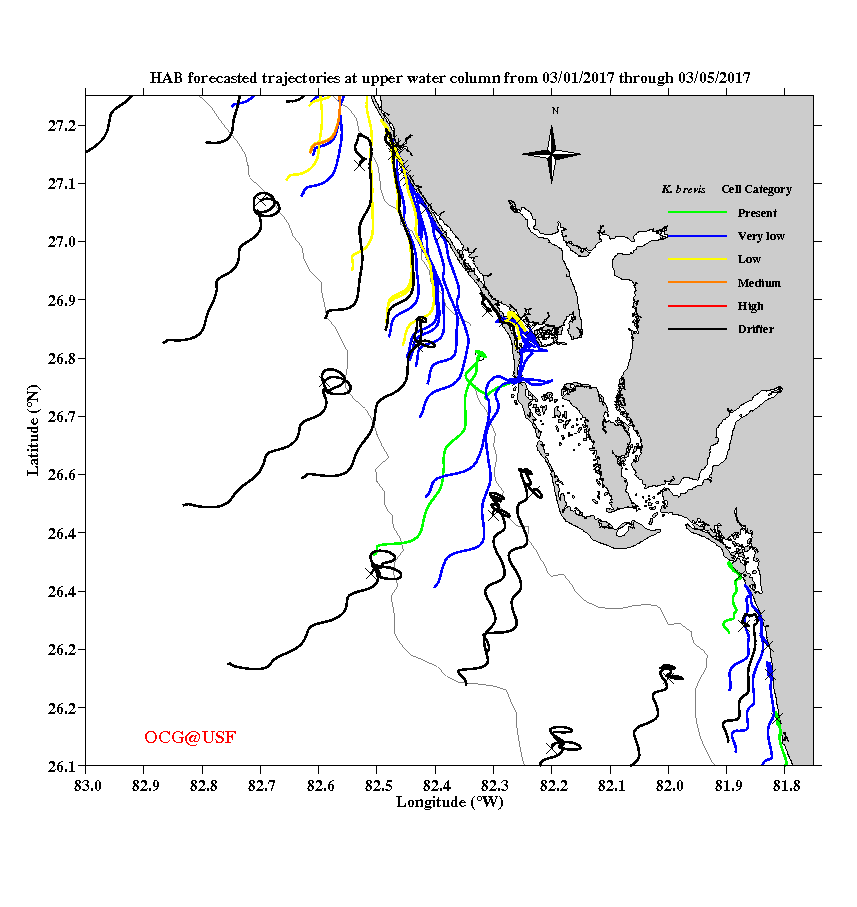 HAB forecasted trajectories at upper water column from 03/01/2017 through 03/05/2017
N
K. brevis Cell Category
Present
Very low
Low
Medium
High
Drifter
27.2
27.1
27.0
26.9
26.8
26.7
26.6
26.4
26.4
26.2
26.2
26.1
Latitude (°N)
OCG@USF
83.0 82.9 82.8 82.7 82.6 82.5 82.4 82.3 82.2 82.1 82.0 81.9 81.8
Longitude (°W)